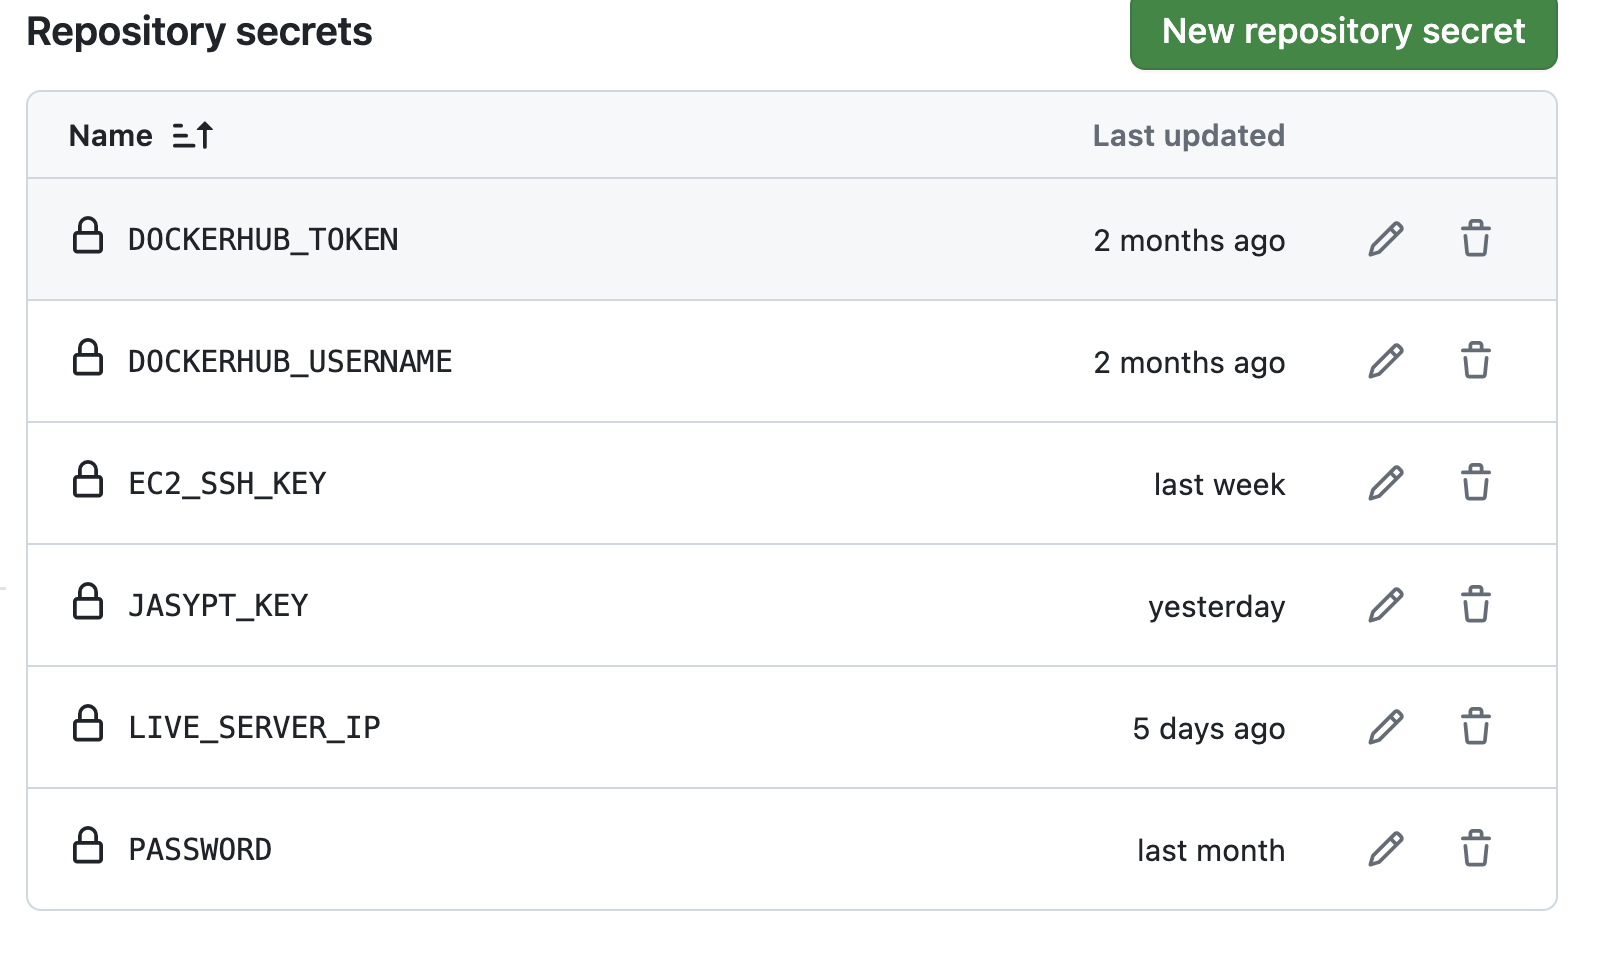 Repository secrets
New repository secret
Name
Last updated
DOCKERHUB_TOKEN
2 months ago
DOCKERHUB_USERNAME
2 months ago
EC2_SSH_KEY
last week
JASYPT_KEY
yesterday
LIVE_SERVER_IP
5 days ago
PASSWORD
last month